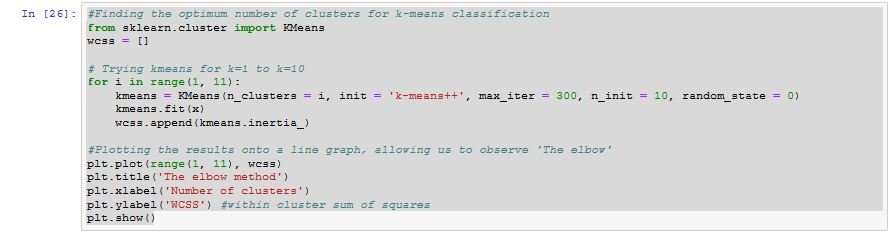 In [26]: #Finding the optimum number of clusters for k-means classification
from sklearn.cluster import KMeans
wcss = []
# Trying kmeans for k=1 to k=10
for i in range(1, 11):
    kmeans = KMeans(n_clusters = i, init = 'k-means++', max_iter = 300, n_init = 10, random_state = 0)
    kmeans.fit(x)
    wcss.append(kmeans.inertia_)
#Plotting the results onto a line graph, allowing us to observe 'The elbow'
plt.plot(range(1, 11), wcss)
plt.title('The elbow method')
plt.xlabel('Number of clusters')
plt.ylabel('WCSS') #within cluster sum of squares
plt.show()